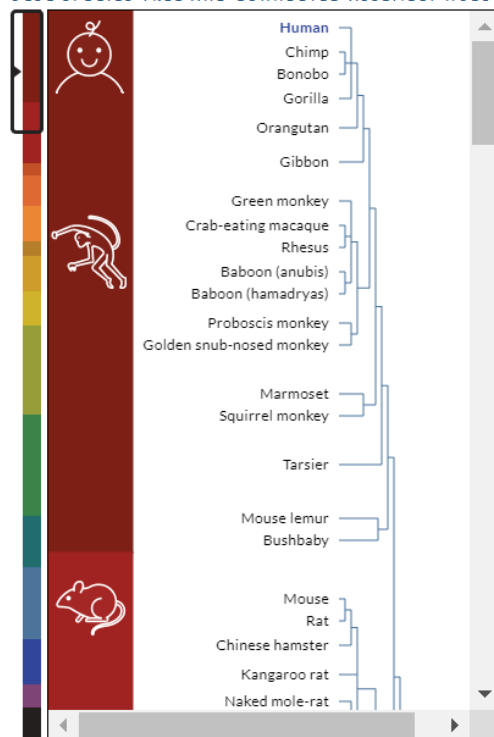 Human
Chimp
Bonobo
Gorilla
Orangutan
Gibbon
Green monkey
Crab-eating macaque
Rhesus
Baboon (anubis)
Baboon (hamadryas)
Proboscis monkey
Golden snub-nosed monkey
Marmoset
Squirrel monkey
Tarsier
Mouse lemur
Bushbaby
Mouse
Rat
Chinese hamster
Kangaroo rat
Naked mole-rat